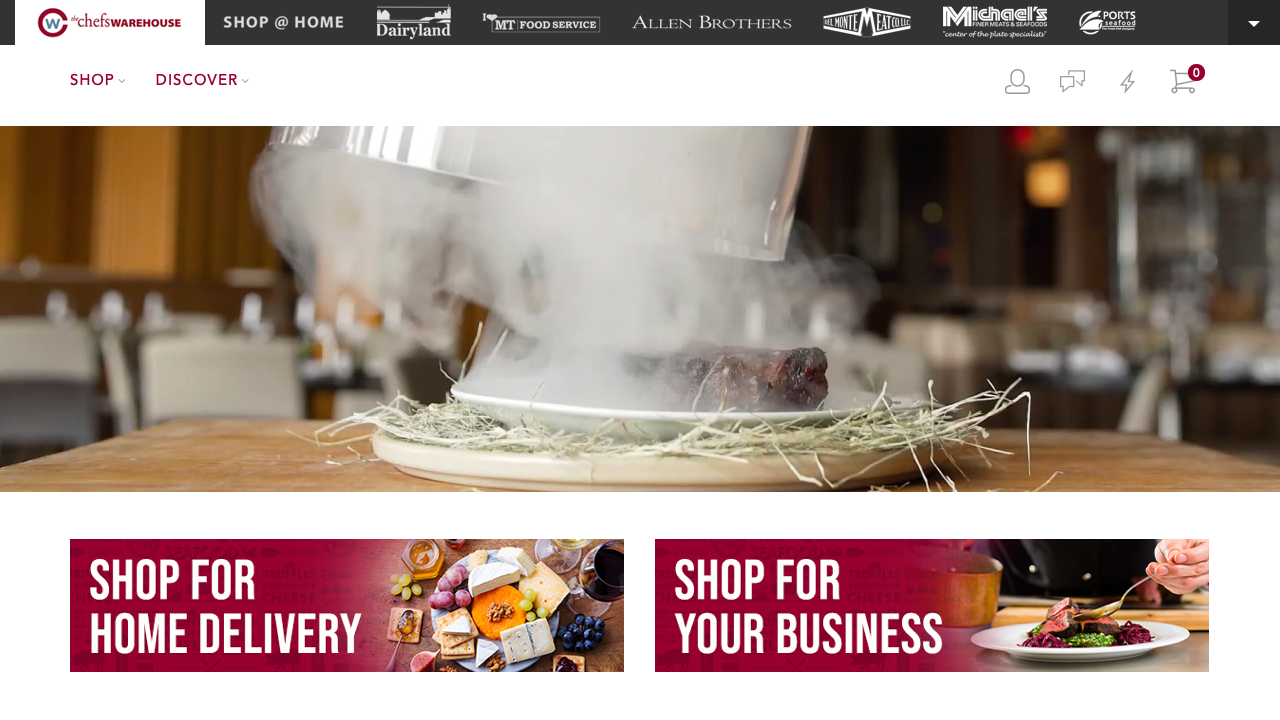 the chefs WAREHOUSE
SHOP @ HOME
Dairyland
I MT FOOD SERVICE
ALLEN BROTHERS
DEL MONTE MEAT CO LLC
Michael's
FINER MEATS & SEAFOODS
"center of the plate specialists"
PORTS
seafood
SHOP
DISCOVER
0
SHOP FOR
HOME DELIVERY
SHOP FOR
YOUR BUSINESS